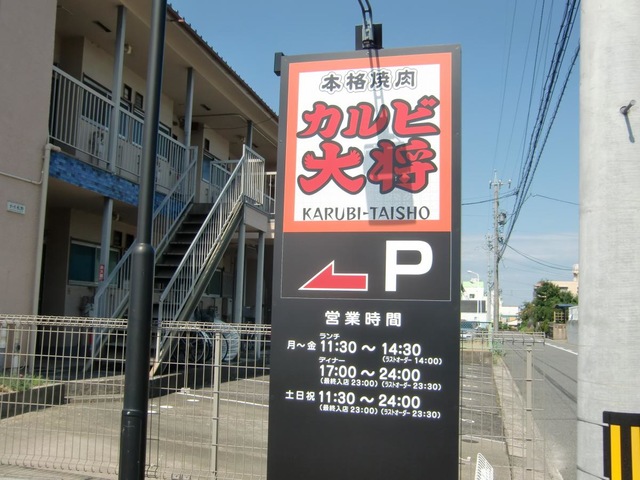 本格焼肉
カルビ
大将
KARUBI-TAISHO
P
営業時間
ランチ
月～金 11:30～14:30
(ラストオーダー 14:00)
ディナー
17:00～24:00
(最終入店 23:00) (ラストオーダー 23:30)
土日祝 11:30～24:00
(最終入店 23:00) (ラストオーダー 23:30)